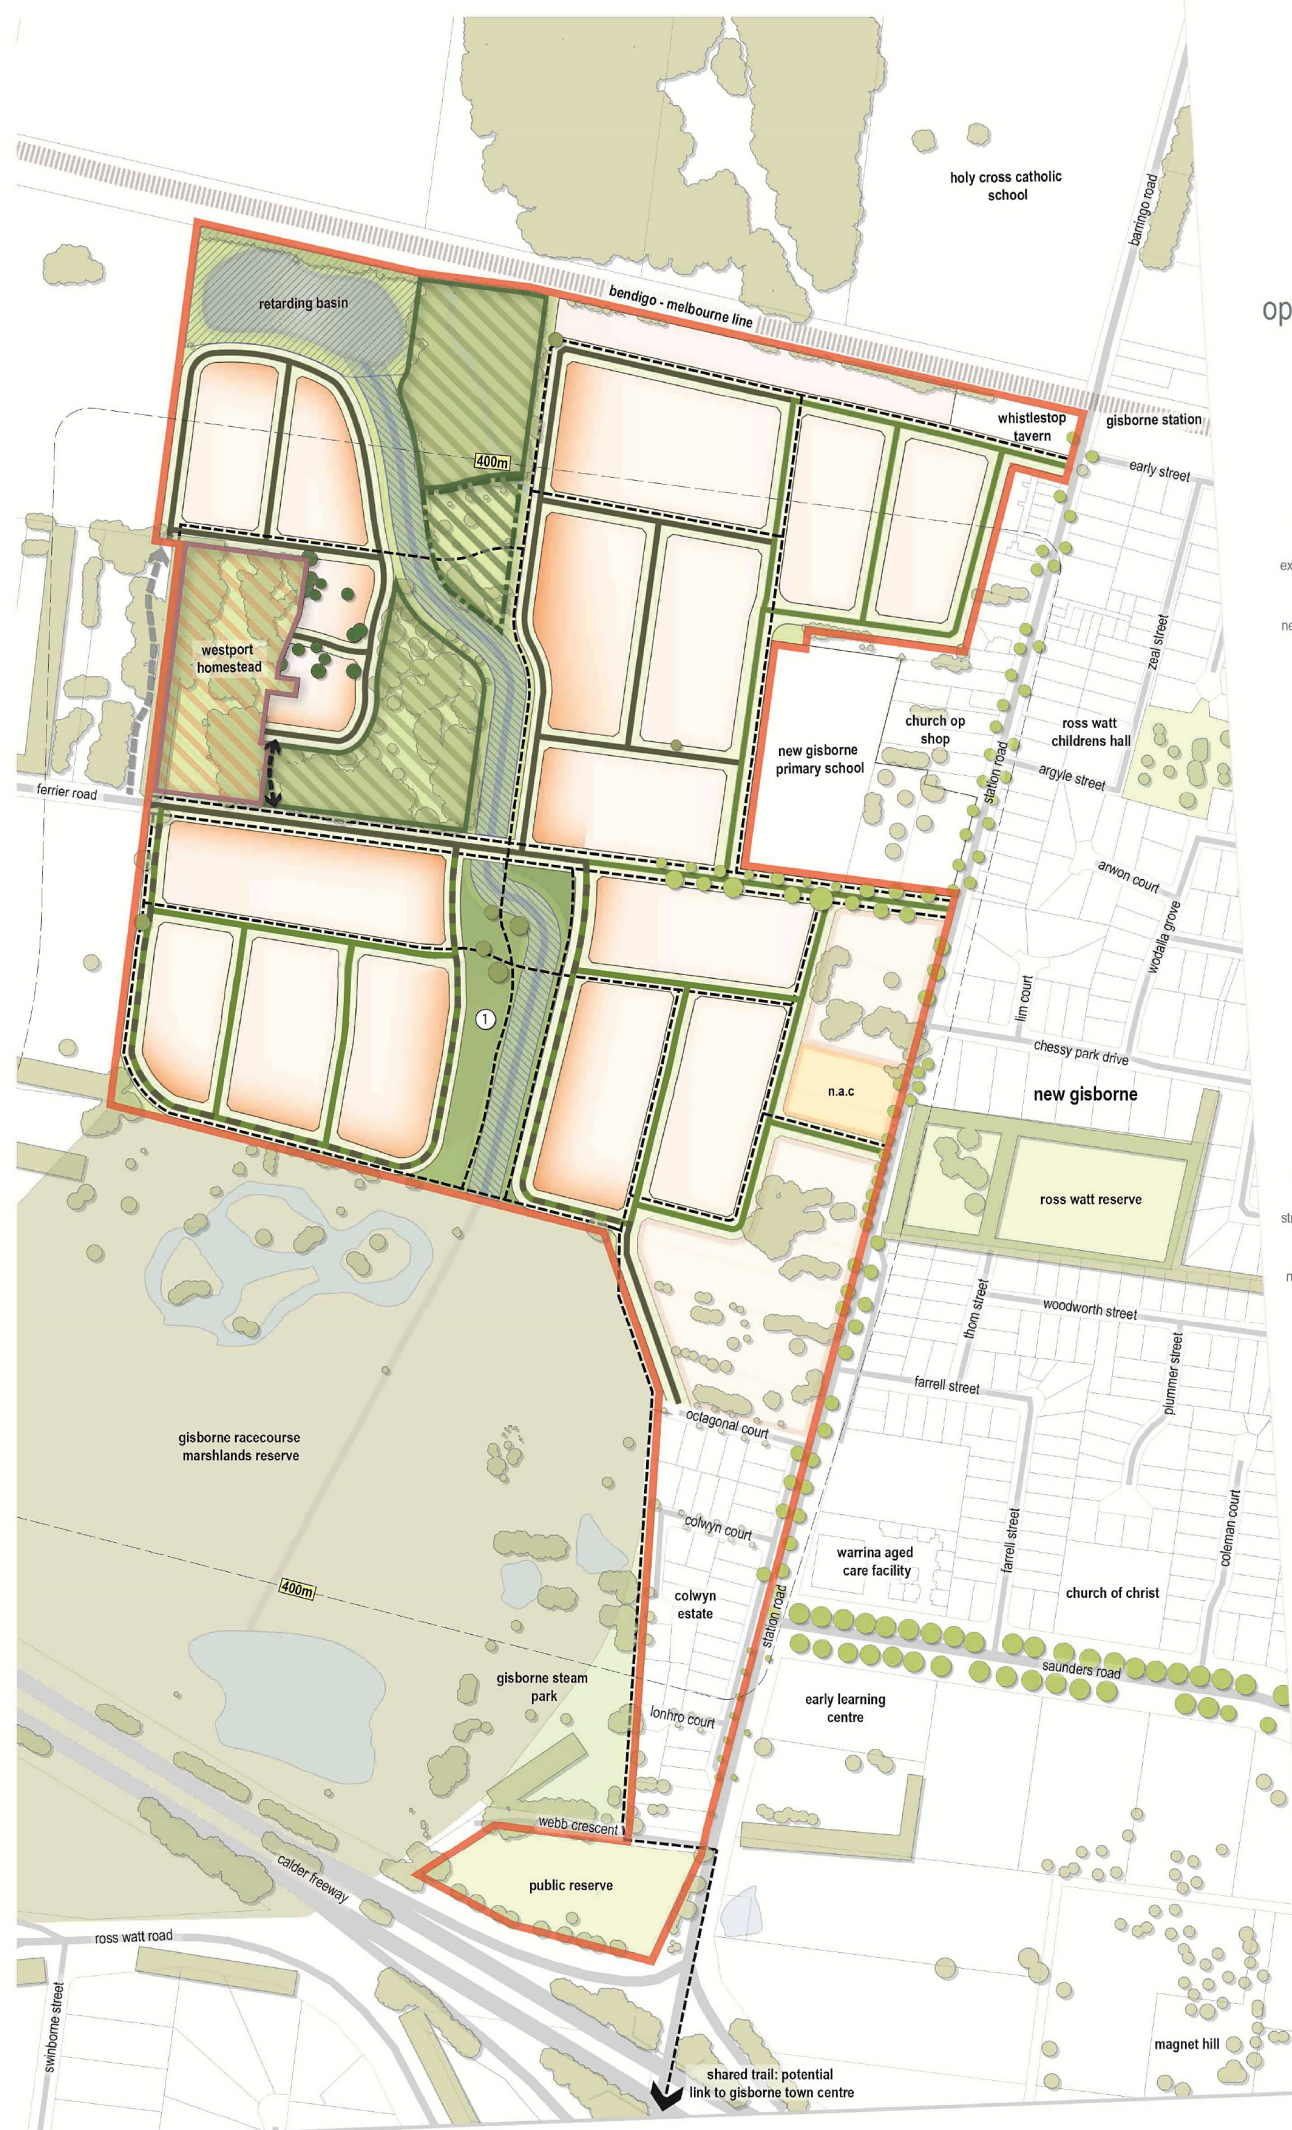 holy cross catholic
school
barringo road
retarding basin
op
bendigo - melbourne line
whistlestop
tavern
gisborne station
early street
400m
ex
ne
westport
homestead
zeal street
ross watt
childrens hall
church op
shop
new gisborne
primary school
station road
argyle street
ferrier road
arwon court
wodalla grove
lim court
1
chessy park drive
n.a.c
new gisborne
ross watt reserve
st
n
thom street
woodworth street
plummer street
farrell street
octagonal court
gisborne racecourse
marshlands reserve
colwyn court
farrell street
coleman court
warrina aged
care facility
400m
colwyn
estate
church of christ
station road
saunders road
gisborne steam
park
early learning
centre
lonhro court
webb crescent
calder freeway
public reserve
ross watt road
swinborne street
magnet hill
shared trail: potential
link to gisborne town centre